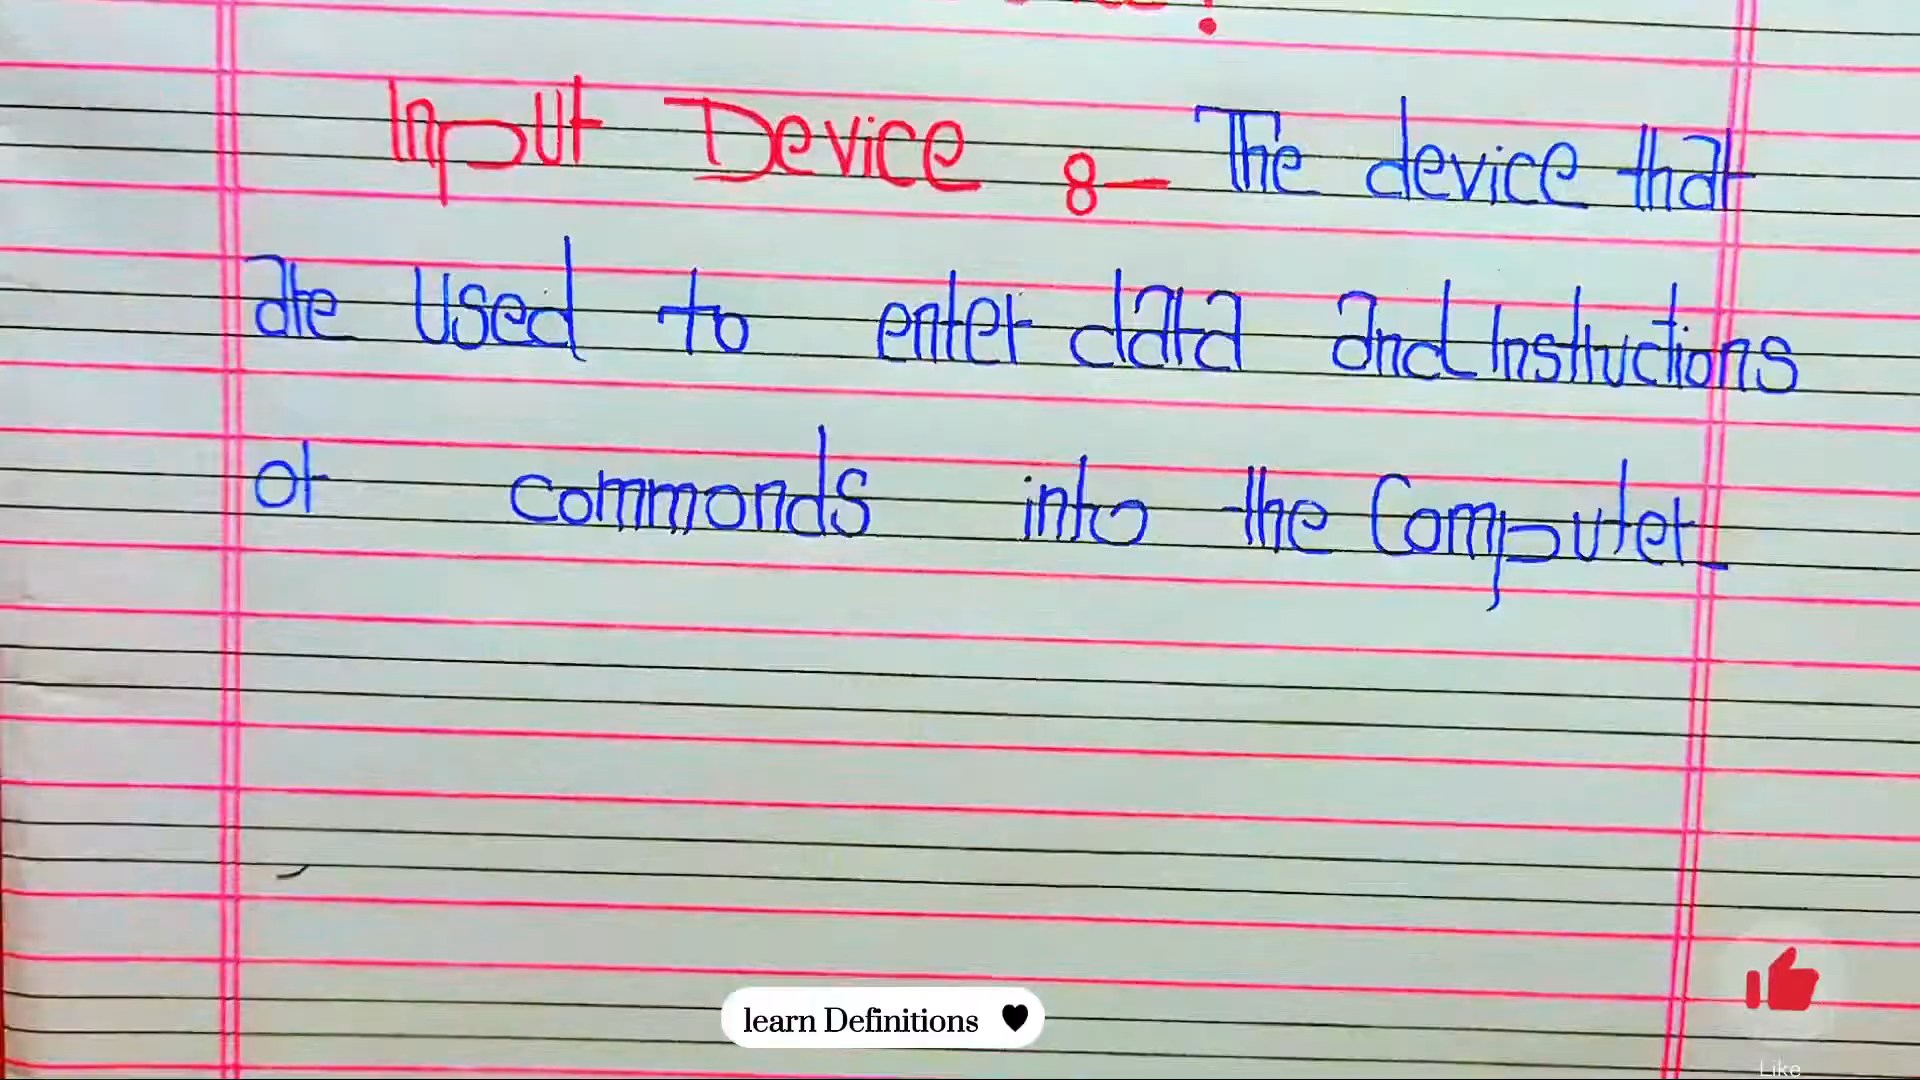 Input Device :- The device that
are used to enter data and Instructions
or commonds into the Computer
learn Definitions ♥
Like